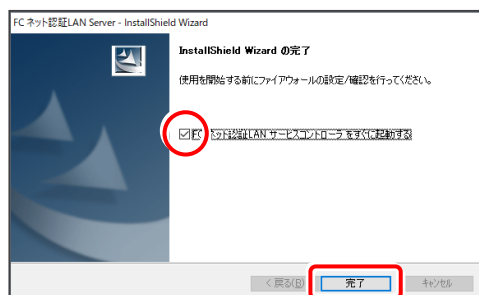 FC ネット認証LAN Server - InstallShield Wizard
InstallShield Wizard の完了
使用を開始する前にファイアウォールの設定/確認を行ってください。
FC ネット認証LAN サービスコントローラ をすぐに起動する
< 戻る(B)
完了
キャンセル